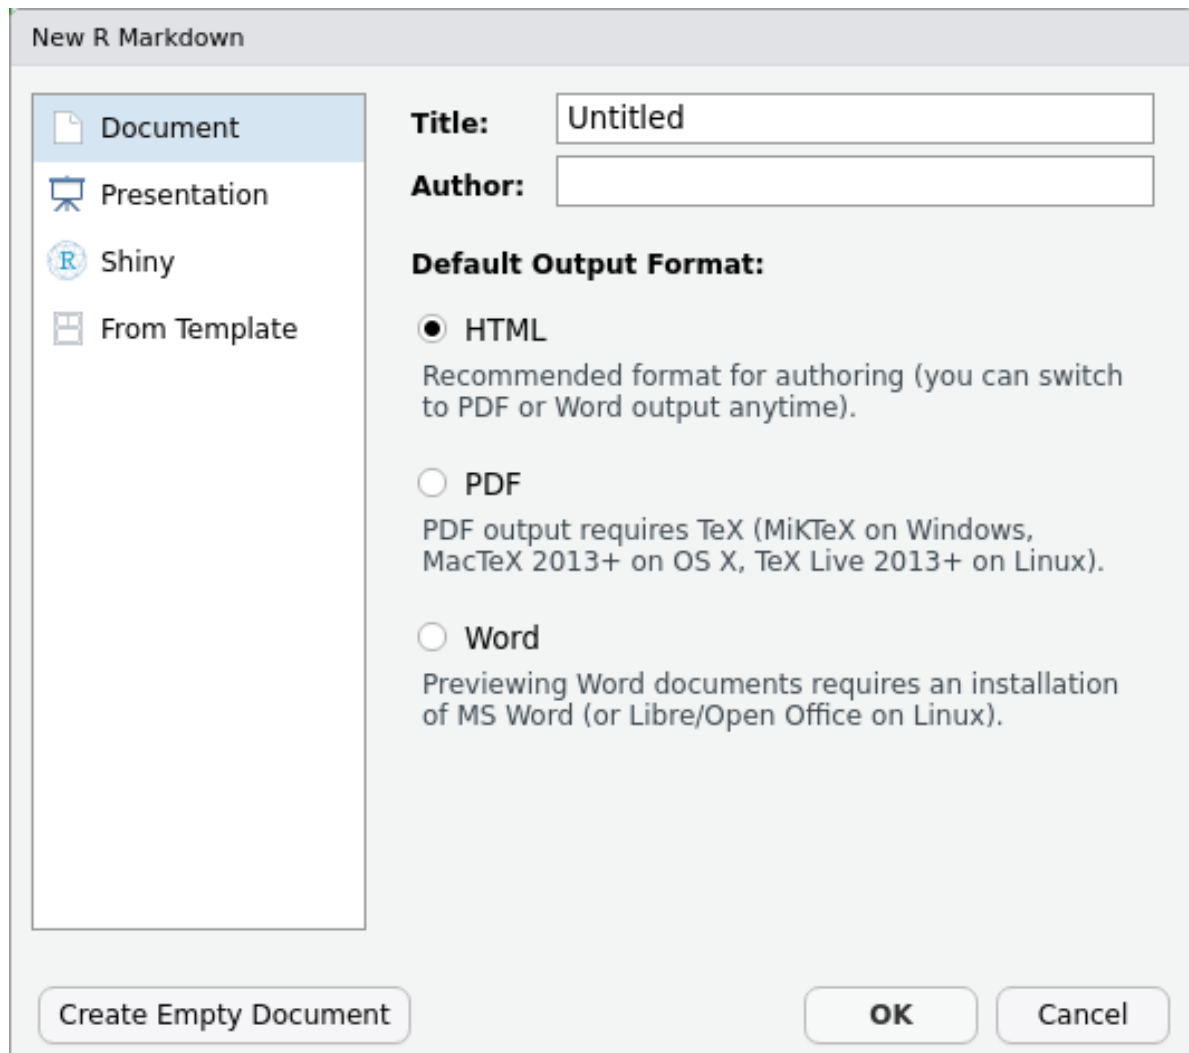 New R Markdown
Document
Presentation
R Shiny
From Template
Title: Untitled
Author:
Default Output Format:
HTML
Recommended format for authoring (you can switch
to PDF or Word output anytime).
PDF
PDF output requires TeX (MiKTeX on Windows,
MacTeX 2013+ on OS X, TeX Live 2013+ on Linux).
Word
Previewing Word documents requires an installation
of MS Word (or Libre/Open Office on Linux).
Create Empty Document
OK
Cancel